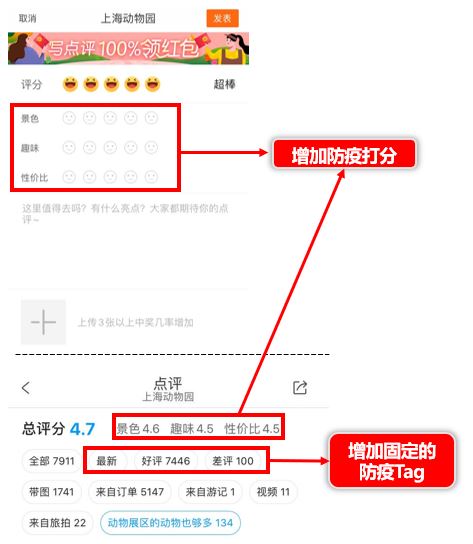 取消 上海动物园 发表
写点评 100%领红包
评分 超棒
景色
趣味
性价比
增加防疫打分
这里值得去吗？有什么亮点？大家都期待你的点
评~
上传3张以上中奖几率增加
点评
上海动物园
总评分 4.7 景色 4.6 趣味 4.5 性价比 4.5
全部 7911 最新 好评 7446 差评 100
增加固定的
防疫Tag
带图 1741 来自订单 5147 来自游记 1 视频 11
来自旅拍 22 动物展区的动物也够多 134